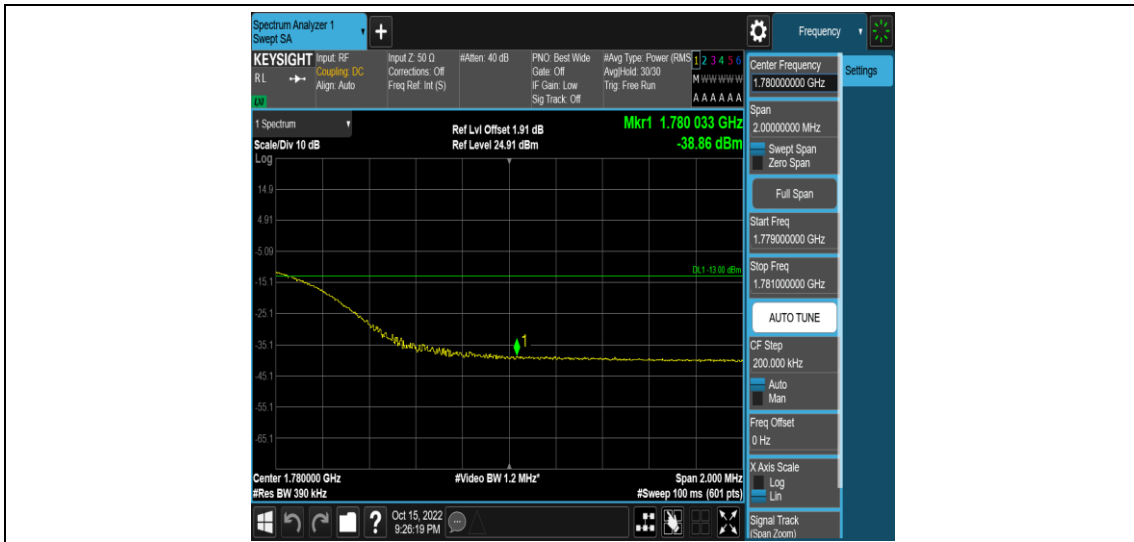 Spectrum Analyzer 1
Swept SA
+
Frequency
KEYSIGHT
RL
LXI
Input: RF
Coupling: DC
Align: Auto
Input Z: 50 Ω
Corrections: Off
Freq Ref: Int (S)
#Atten: 40 dB
PNO: Best Wide
Gate: Off
IF Gain: Low
Sig Track: Off
#Avg Type: Power (RMS
Avg|Hold: 30/30
Trig: Free Run
1 2 3 4 5 6
M W W W W W
A A A A A A
1 Spectrum
Scale/Div 10 dB
Log
Ref Lvl Offset 1.91 dB
Ref Level 24.91 dBm
Mkr1 1.780 033 GHz
-38.86 dBm
14.9
4.91
-5.09
-15.1
-25.1
-35.1
-45.1
-55.1
-65.1
DL1 -13.00 dBm
1
Center 1.780000 GHz
#Res BW 390 kHz
#Video BW 1.2 MHz*
Span 2.000 MHz
#Sweep 100 ms (601 pts)
?
Oct 15, 2022
9:26:19 PM
Center Frequency
1.780000000 GHz
Settings
Span
2.00000000 MHz
Swept Span
Zero Span
Full Span
Start Freq
1.779000000 GHz
Stop Freq
1.781000000 GHz
AUTO TUNE
CF Step
200.000 kHz
Auto
Man
Freq Offset
0 Hz
X Axis Scale
Log
Lin
Signal Track
(Span Zoom)